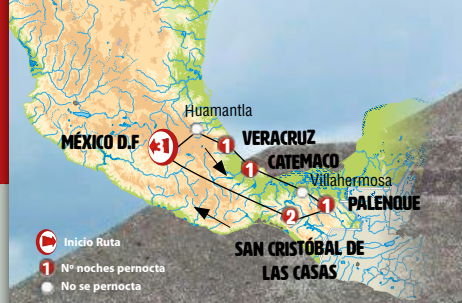 Huamantla
MÉXICO D.F
3
1
VERACRUZ
1
CATEMACO
Villahermosa
1
PALENQUE
2
SAN CRISTÓBAL DE
LAS CASAS
Inicio Ruta
1 Nº noches pernocta
No se pernocta